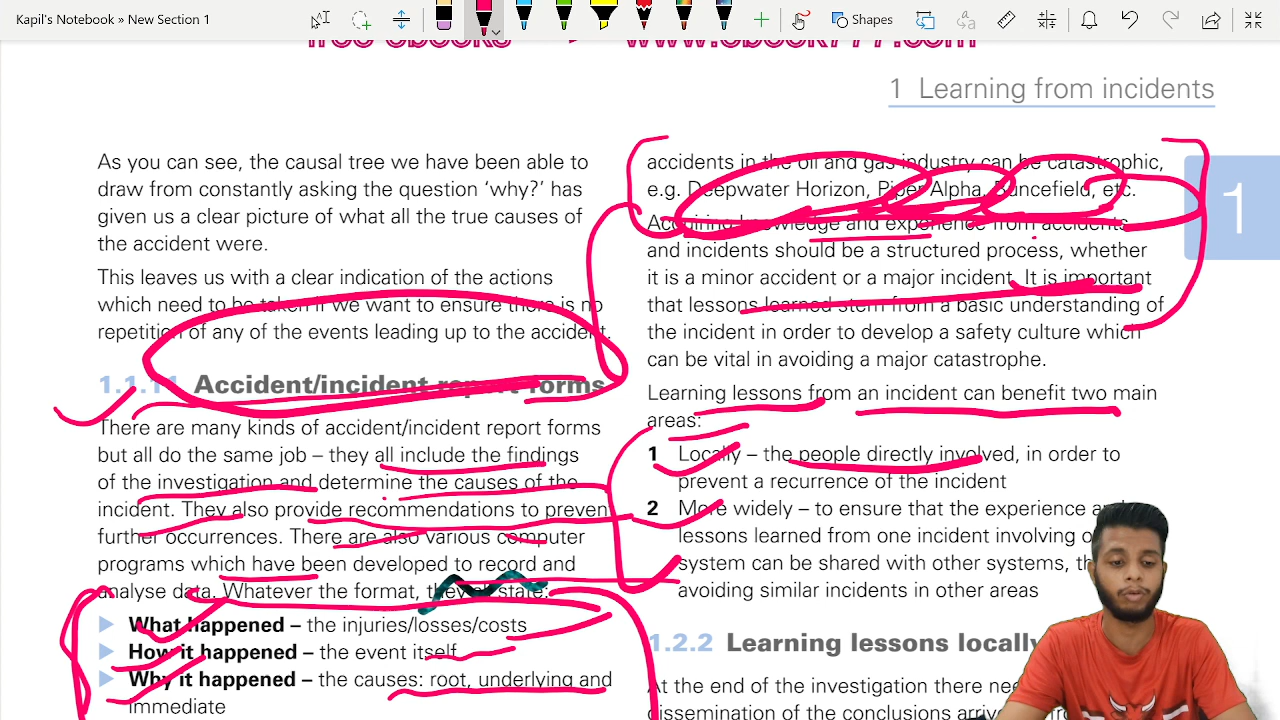 Kapil's Notebook » New Section 1
Shapes
free ebooks www.ebook777.com
1 Learning from incidents
As you can see, the causal tree we have been able to
draw from constantly asking the question ‘why?’ has
given us a clear picture of what all the true causes of
the accident were.
This leaves us with a clear indication of the actions
which need to be taken if we want to ensure there is no
repetition of any of the events leading up to the accident.
1.1.11 Accident/incident report forms
There are many kinds of accident/incident report forms
but all do the same job – they all include the findings
of the investigation and determine the causes of the
incident. They also provide recommendations to preven
further occurrences. There are also various computer
programs which have been developed to record and
analyse data. Whatever the format, they all state:
What happened – the injuries/losses/costs
How it happened – the event itself
Why it happened – the causes: root, underlying and
immediate
accidents in the oil and gas industry can be catastrophic,
e.g. Deepwater Horizon, Piper Alpha, Buncefield, etc.
Acquiring knowledge and experience from accidents
and incidents should be a structured process, whether
it is a minor accident or a major incident. It is important
that lessons learned stem from a basic understanding of
the incident in order to develop a safety culture which
can be vital in avoiding a major catastrophe.
Learning lessons from an incident can benefit two main
areas:
1 Locally – the people directly involved, in order to
prevent a recurrence of the incident
2 More widely – to ensure that the experience
lessons learned from one incident involving
system can be shared with other systems,
avoiding similar incidents in other areas
1.2.2 Learning lessons locally
At the end of the investigation there
dissemination of the conclusions
1